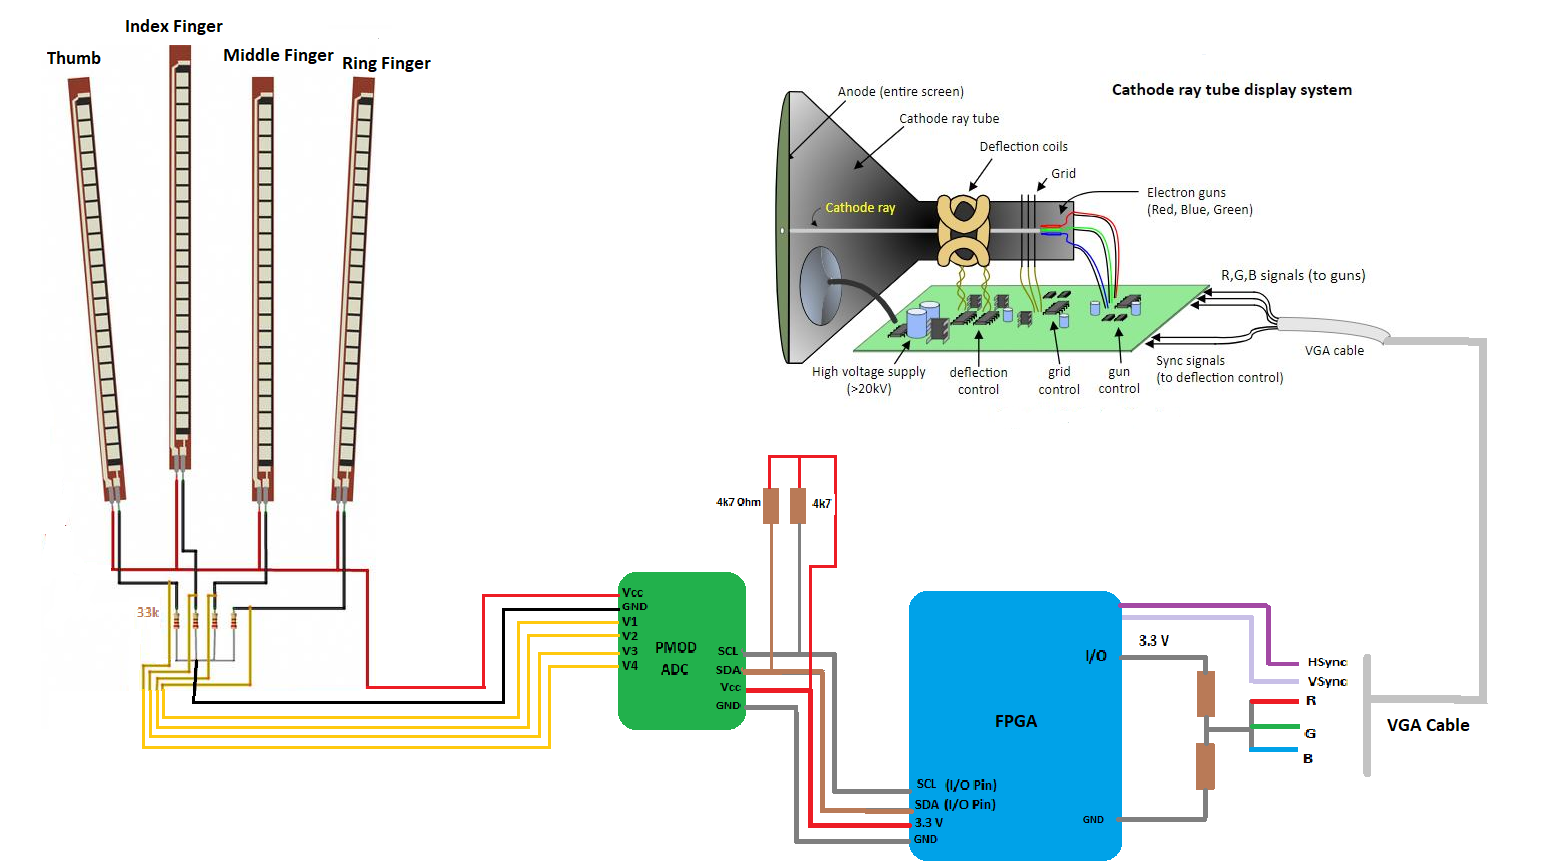 Index Finger
Thumb
Middle Finger
Ring Finger
Cathode ray tube display system
Anode (entire screen)
Cathode ray tube
Deflection coils
Grid
Electron guns
(Red, Blue, Green)
Cathode ray
R,G,B signals (to guns)
VGA cable
Sync signals
(to deflection control)
High voltage supply
(>20kV)
deflection
control
grid
control
gun
control
4k7 Ohm
4k7
33k
Vcc
GND
V1
V2
V3
V4
PMOD
ADC
SCL
SDA
Vcc
GND
FPGA
I/O
3.3 V
SCL (I/O Pin)
SDA (I/O Pin)
3.3 V
GND
GND
HSync
VSync
R
G
B
VGA Cable